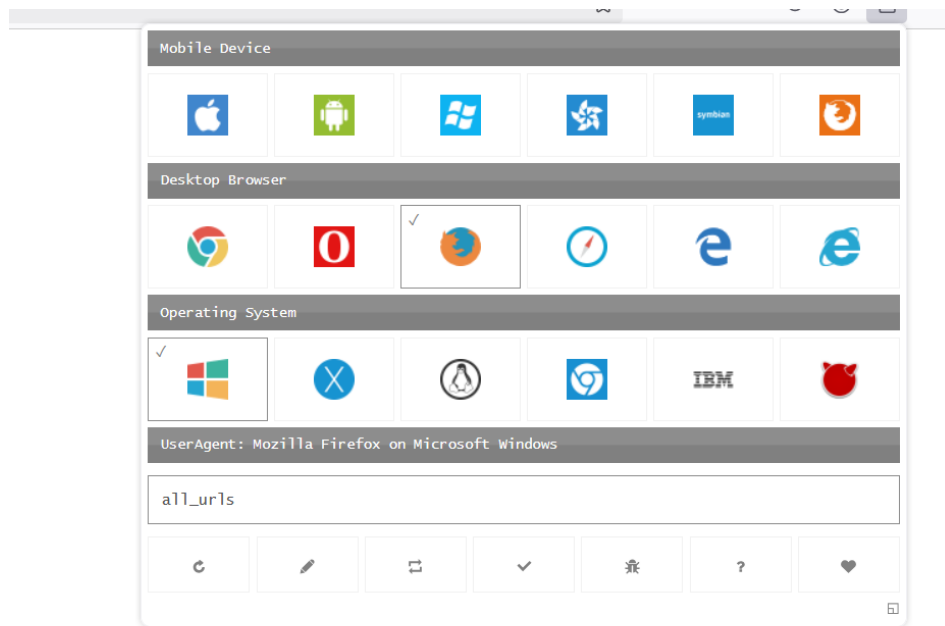 Mobile Device
symbian
Desktop Browser
Operating System
IBM
UserAgent: Mozilla Firefox on Microsoft Windows
all_urls
?